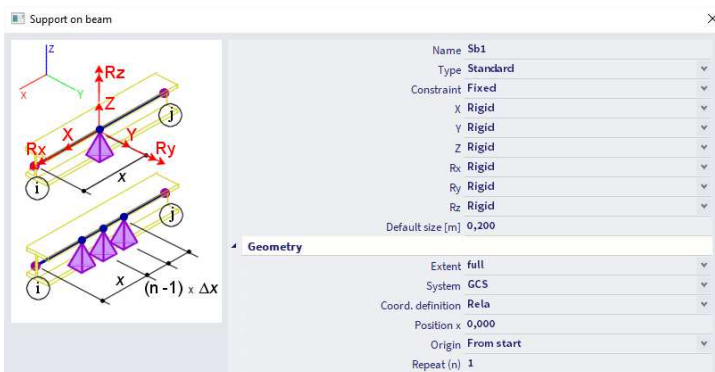 Support on beam
Z
X
Y
Rz
Z
j
X
Y
Rx
Ry
i
x
j
i
x
(n -1) x Δx
Name Sb1
Type Standard
Constraint Fixed
X Rigid
Y Rigid
Z Rigid
Rx Rigid
Ry Rigid
Rz Rigid
Default size [m] 0,200
Geometry
Extent full
System GCS
Coord. definition Rela
Position x 0,000
Origin From start
Repeat (n) 1